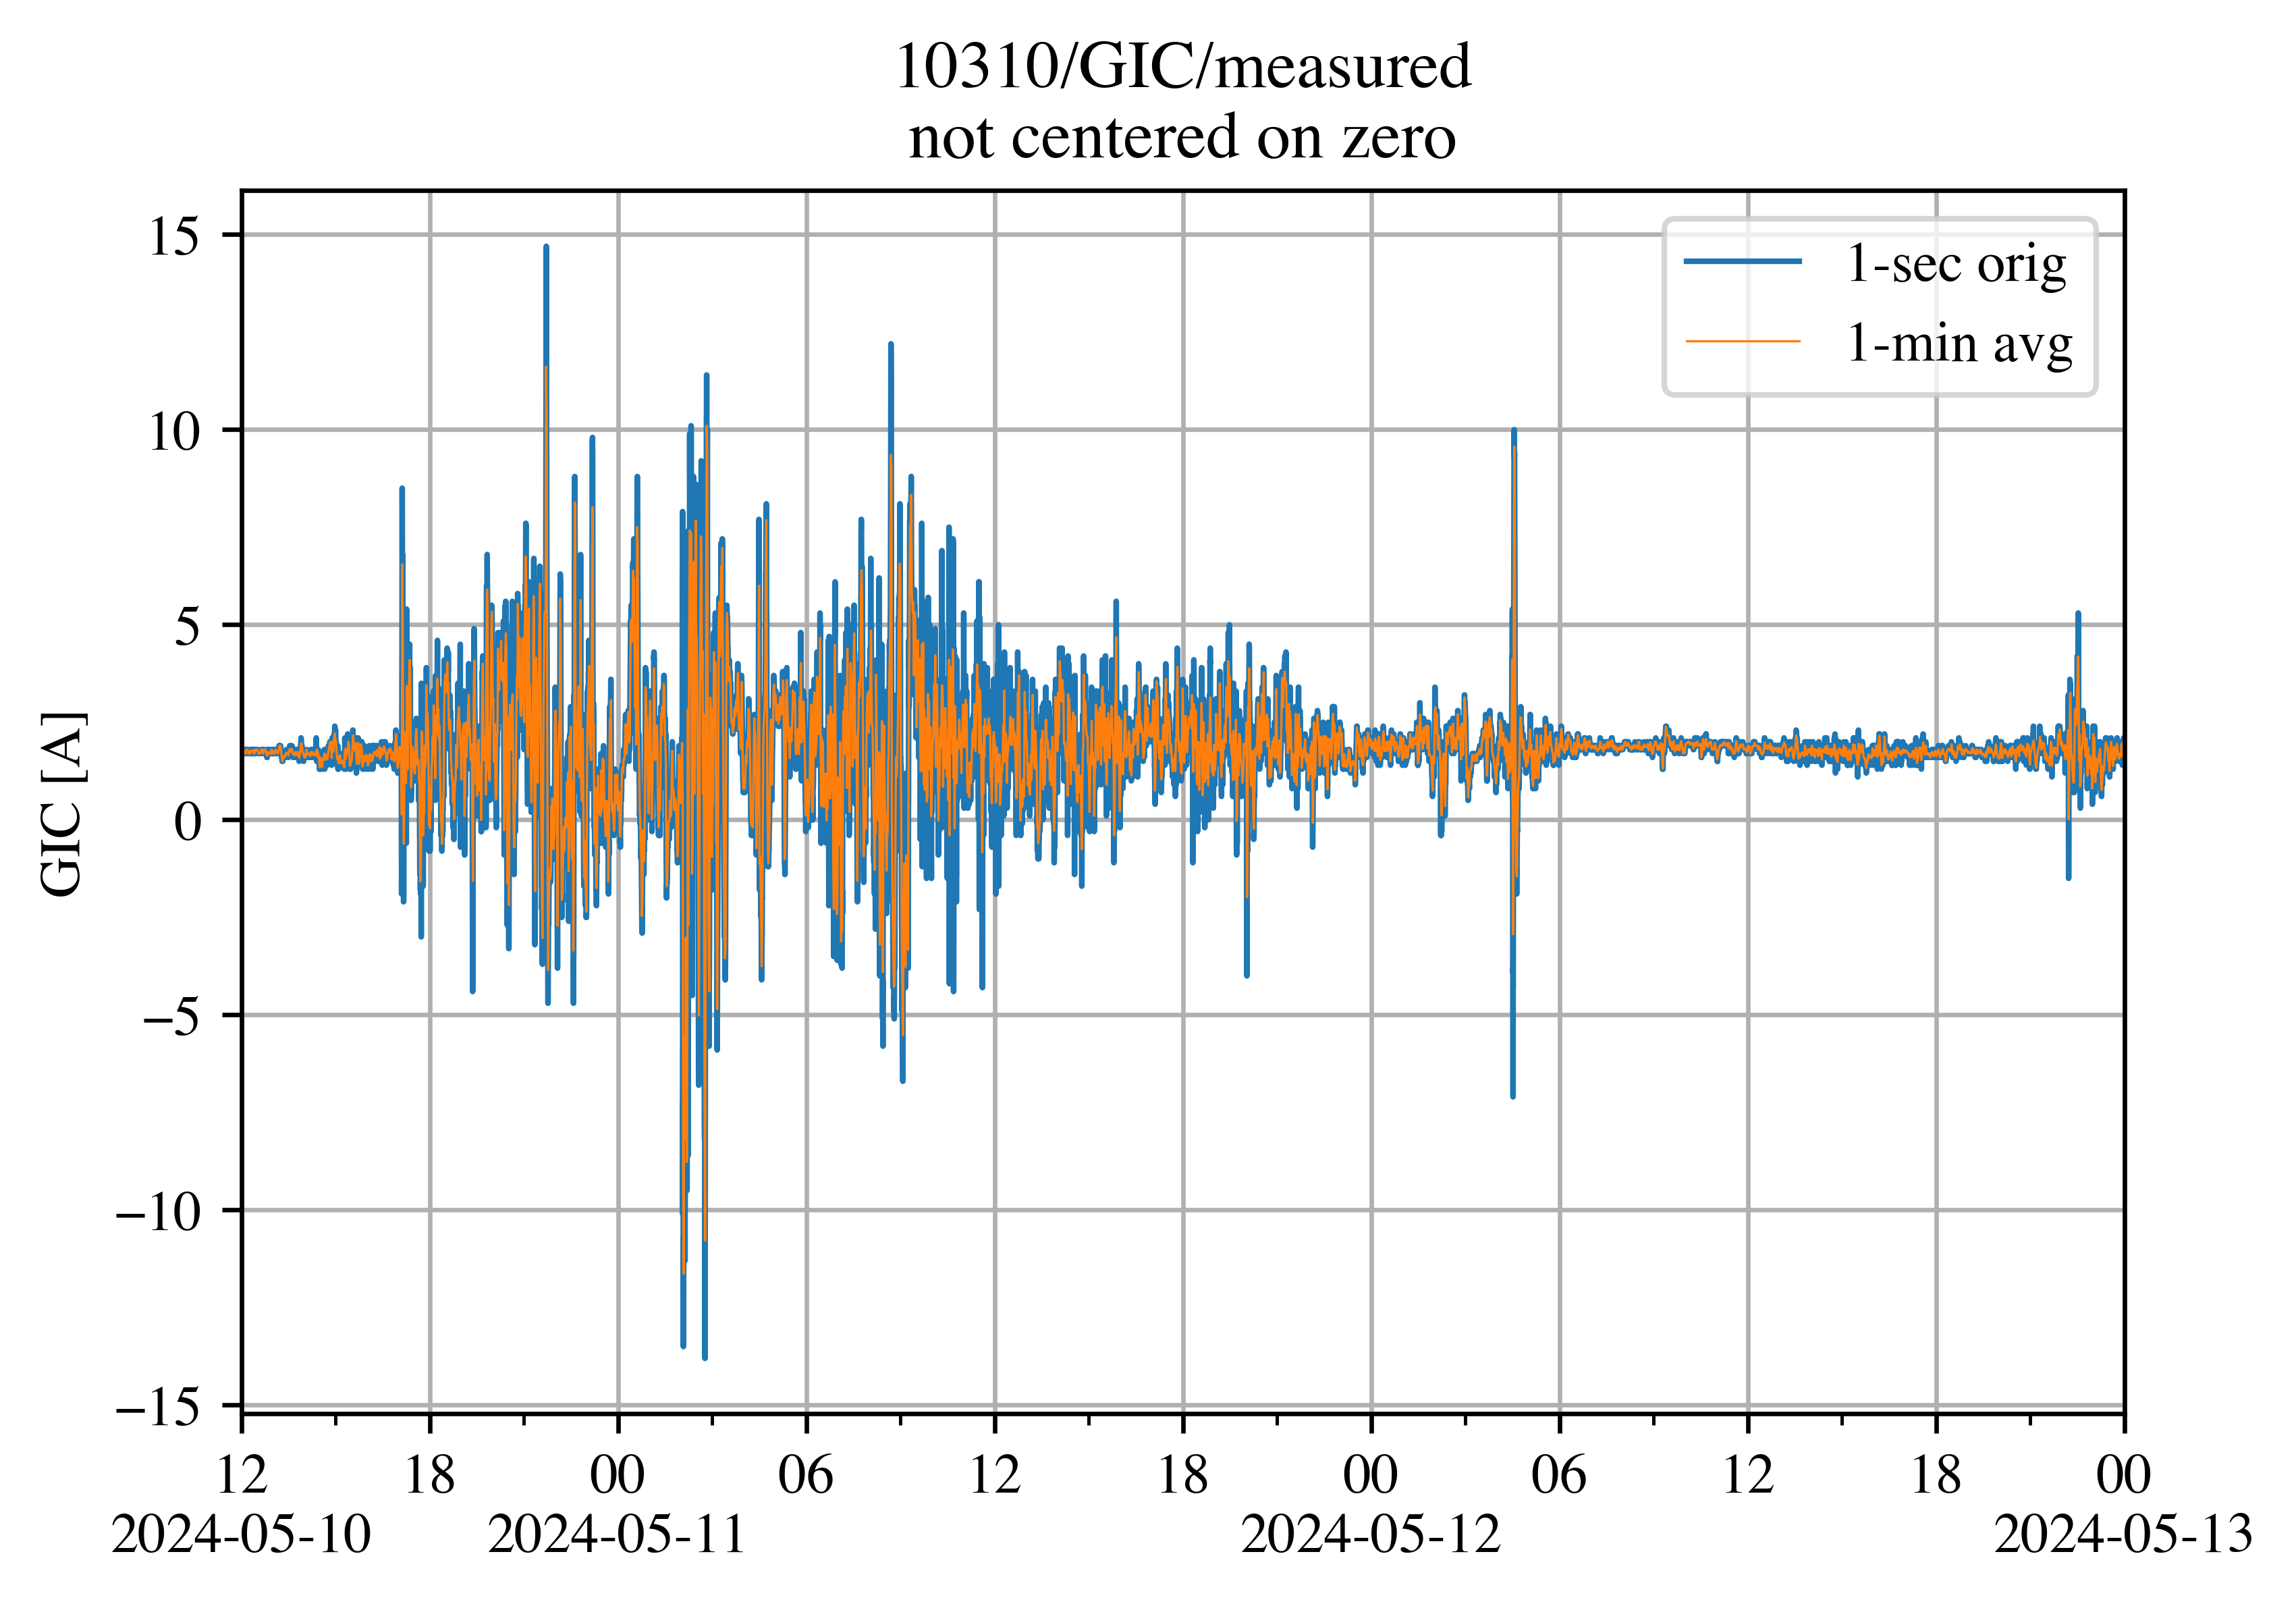 10310/GIC/measured
not centered on zero
1-sec orig
1-min avg
GIC [A]
15
10
5
0
−5
−10
−15
12 18 00 06 12 18 00 06 12 18 00
2024-05-10 2024-05-11 2024-05-12 2024-05-13